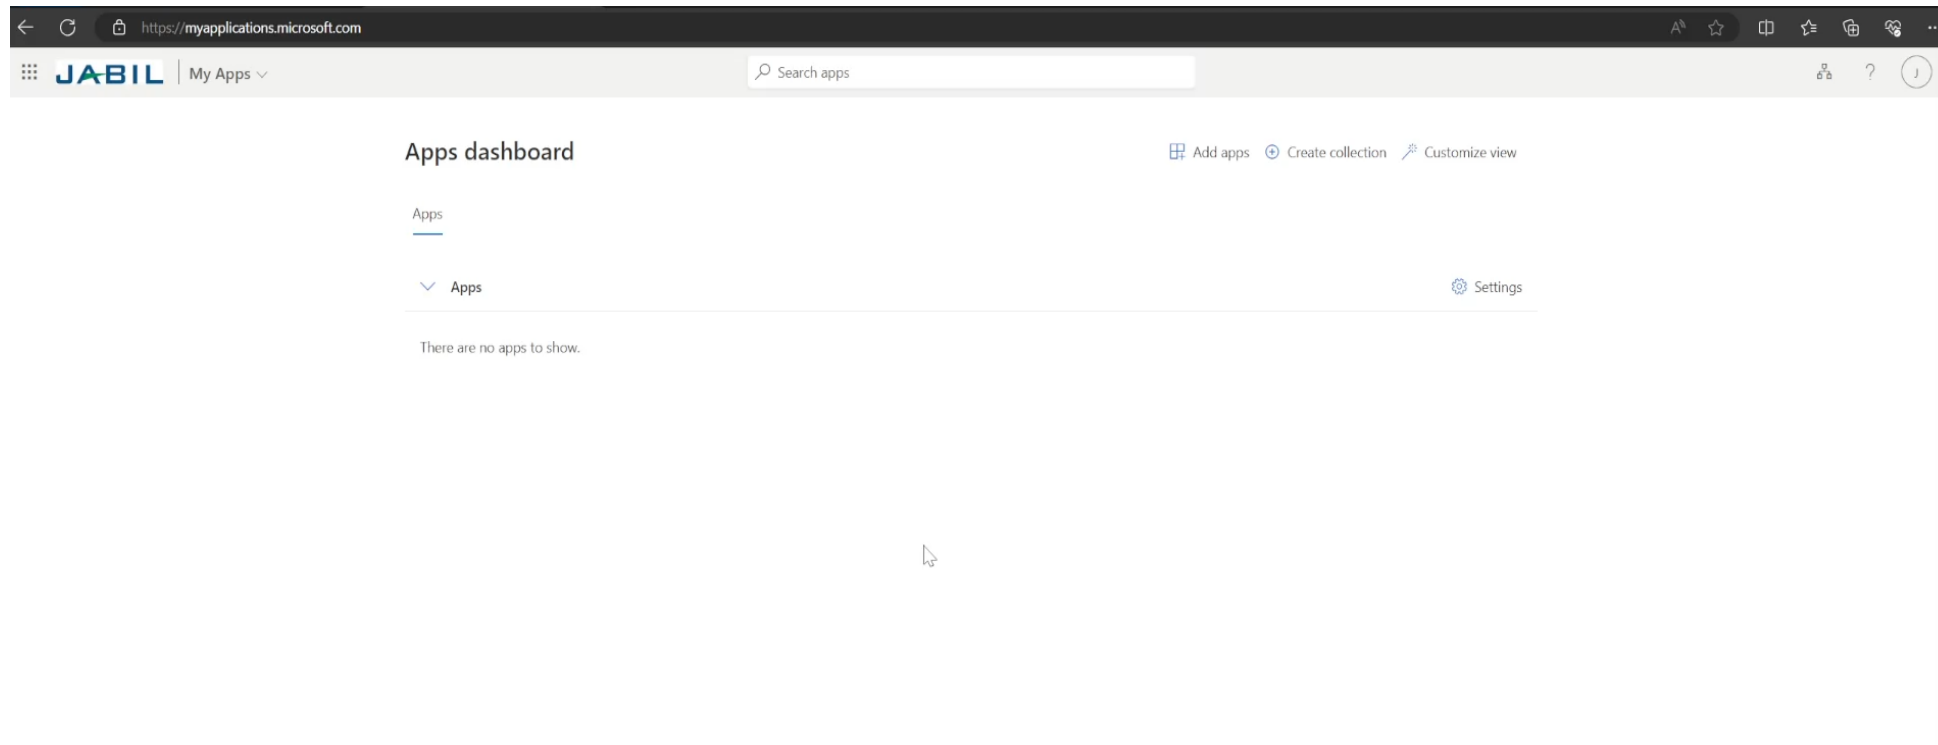 https://myapplications.microsoft.com
JABIL My Apps Search apps ? J
Apps dashboard Add apps Create collection Customize view
Apps
Apps Settings
There are no apps to show.